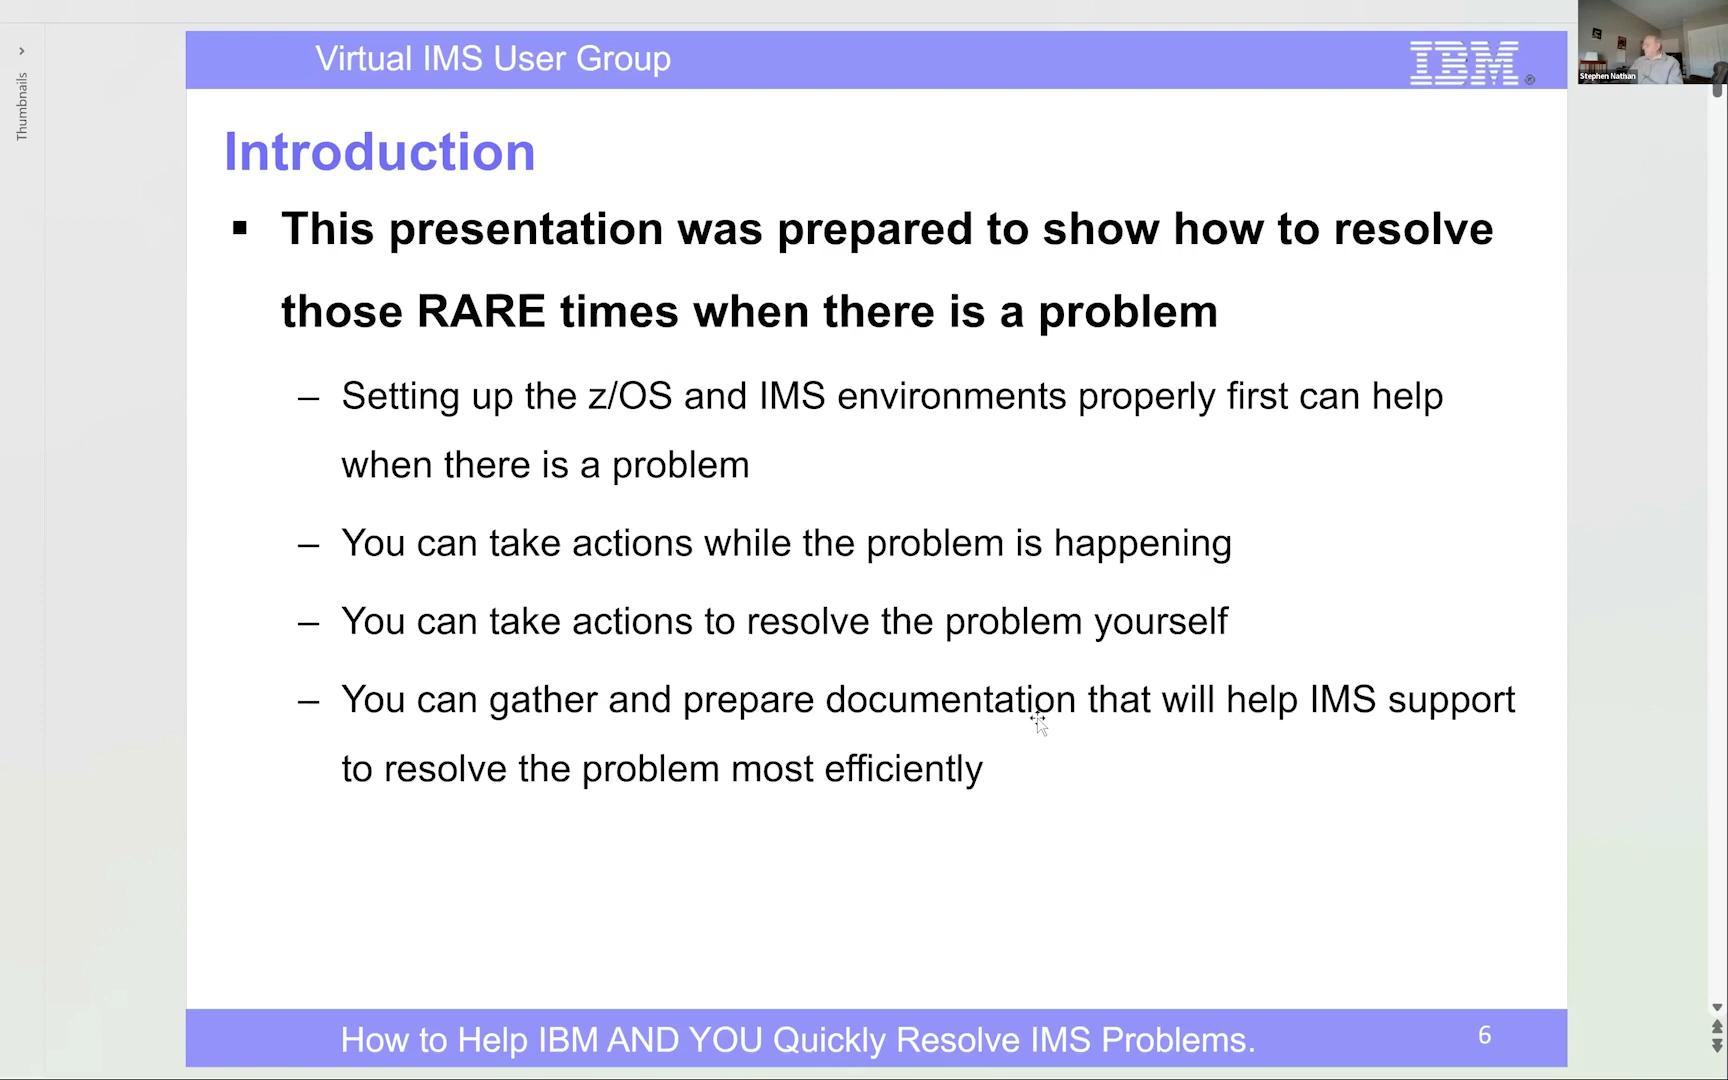 Virtual IMS User Group
IBM
®
Stephen Nathan
Thumbnails
Introduction
▪ This presentation was prepared to show how to resolve
those RARE times when there is a problem
– Setting up the z/OS and IMS environments properly first can help
when there is a problem
– You can take actions while the problem is happening
– You can take actions to resolve the problem yourself
– You can gather and prepare documentation that will help IMS support
to resolve the problem most efficiently
How to Help IBM AND YOU Quickly Resolve IMS Problems.
6